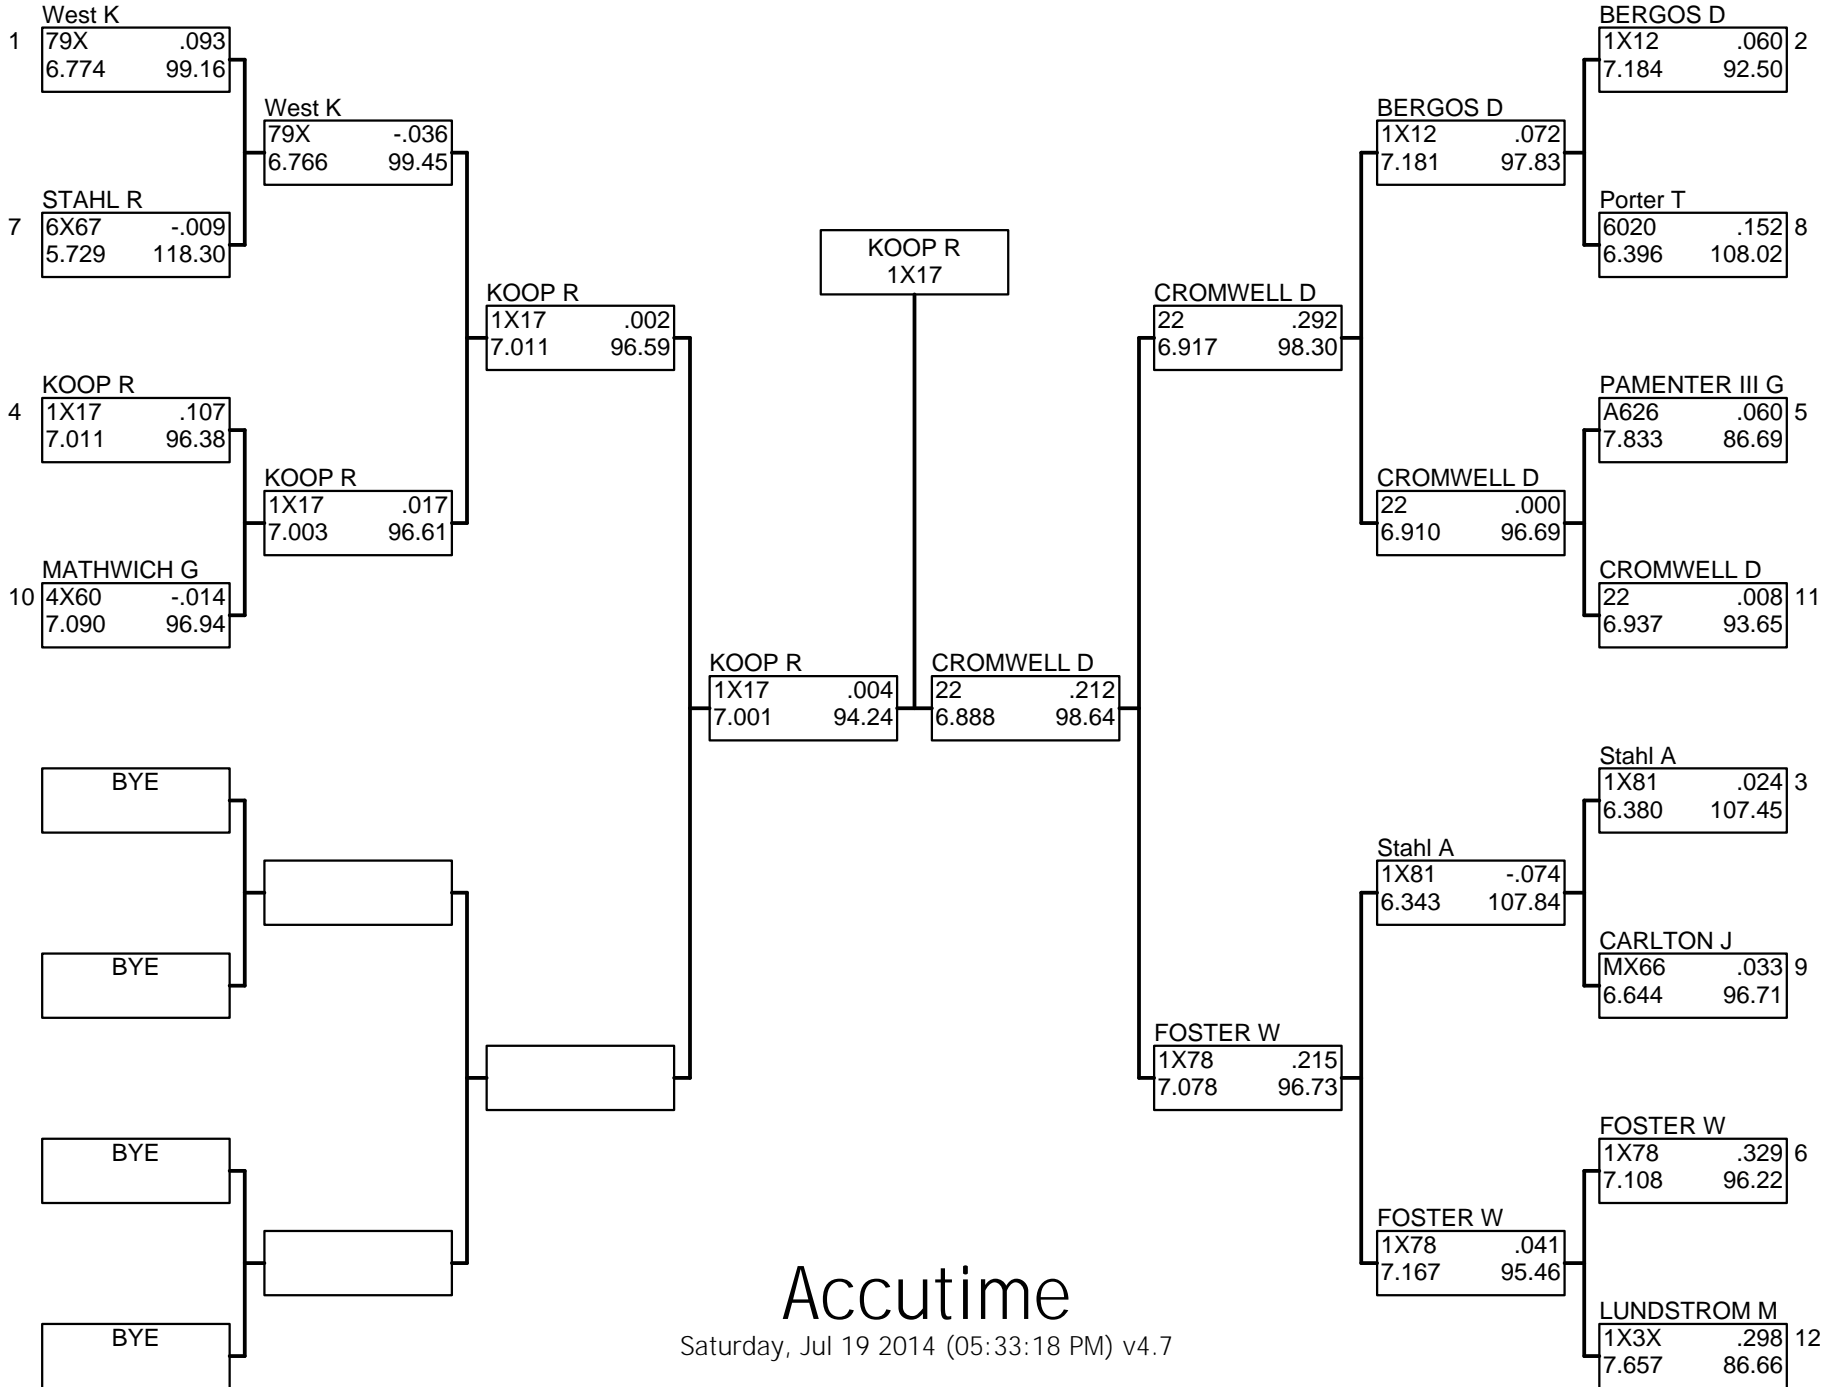 West K
1 79X .093
6.774 99.16
STAHL R
7 6X67 -.009
5.729 118.30
KOOP R
4 1X17 .107
7.011 96.38
MATHWICH G
10 4X60 -.014
7.090 96.94
BYE
BYE
BYE
BYE
West K
79X -.036
6.766 99.45
KOOP R
1X17 .017
7.003 96.61
KOOP R
1X17 .002
7.011 96.59
KOOP R
1X17 .004
7.001 94.24
KOOP R
1X17
CROMWELL D
22 .212
6.888 98.64
CROMWELL D
22 .292
6.917 98.30
FOSTER W
1X78 .215
7.078 96.73
BERGOS D
1X12 .072
7.181 97.83
CROMWELL D
22 .000
6.910 96.69
Stahl A
1X81 -.074
6.343 107.84
FOSTER W
1X78 .041
7.167 95.46
BERGOS D
1X12 .060 2
7.184 92.50
Porter T
6020 .152 8
6.396 108.02
PAMENTER III G
A626 .060 5
7.833 86.69
CROMWELL D
22 .008 11
6.937 93.65
Stahl A
1X81 .024 3
6.380 107.45
CARLTON J
MX66 .033 9
6.644 96.71
FOSTER W
1X78 .329 6
7.108 96.22
LUNDSTROM M
1X3X .298 12
7.657 86.66
Accutime
Saturday, Jul 19 2014 (05:33:18 PM) v4.7